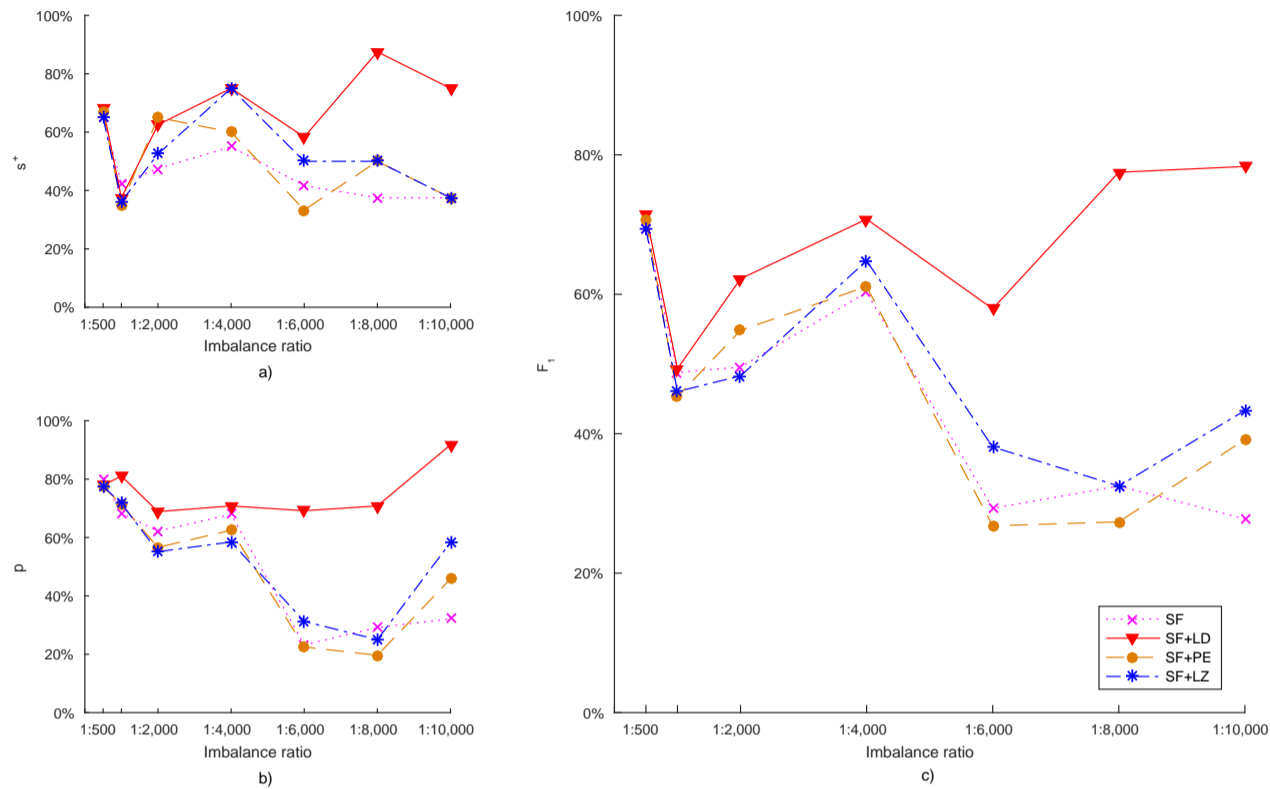 100%
80%
60%
40%
20%
0%
s+
1:500
1:2,000
1:4,000
1:6,000
1:8,000
1:10,000
Imbalance ratio
a)
100%
80%
60%
40%
20%
0%
p
1:500
1:2,000
1:4,000
1:6,000
1:8,000
1:10,000
Imbalance ratio
b)
100%
80%
60%
40%
20%
0%
F1
1:500
1:2,000
1:4,000
1:6,000
1:8,000
1:10,000
Imbalance ratio
c)
SF
SF+LD
SF+PE
SF+LZ